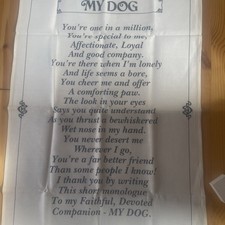 MY DOG
You're one in a million,
You're special to me,
Affectionate, Loyal
And good company.
You're there when I'm lonely
And life seems a bore,
You cheer me and offer
A comforting paw.
The look in your eyes
Says you quite understand
As you thrust a bewhiskered
Wet nose in my hand.
You never desert me
Wherever I go,
You're a far better friend
Than some people I know!
I thank you by writing
This short monologue
To my Faithful, Devoted
Companion - MY DOG.